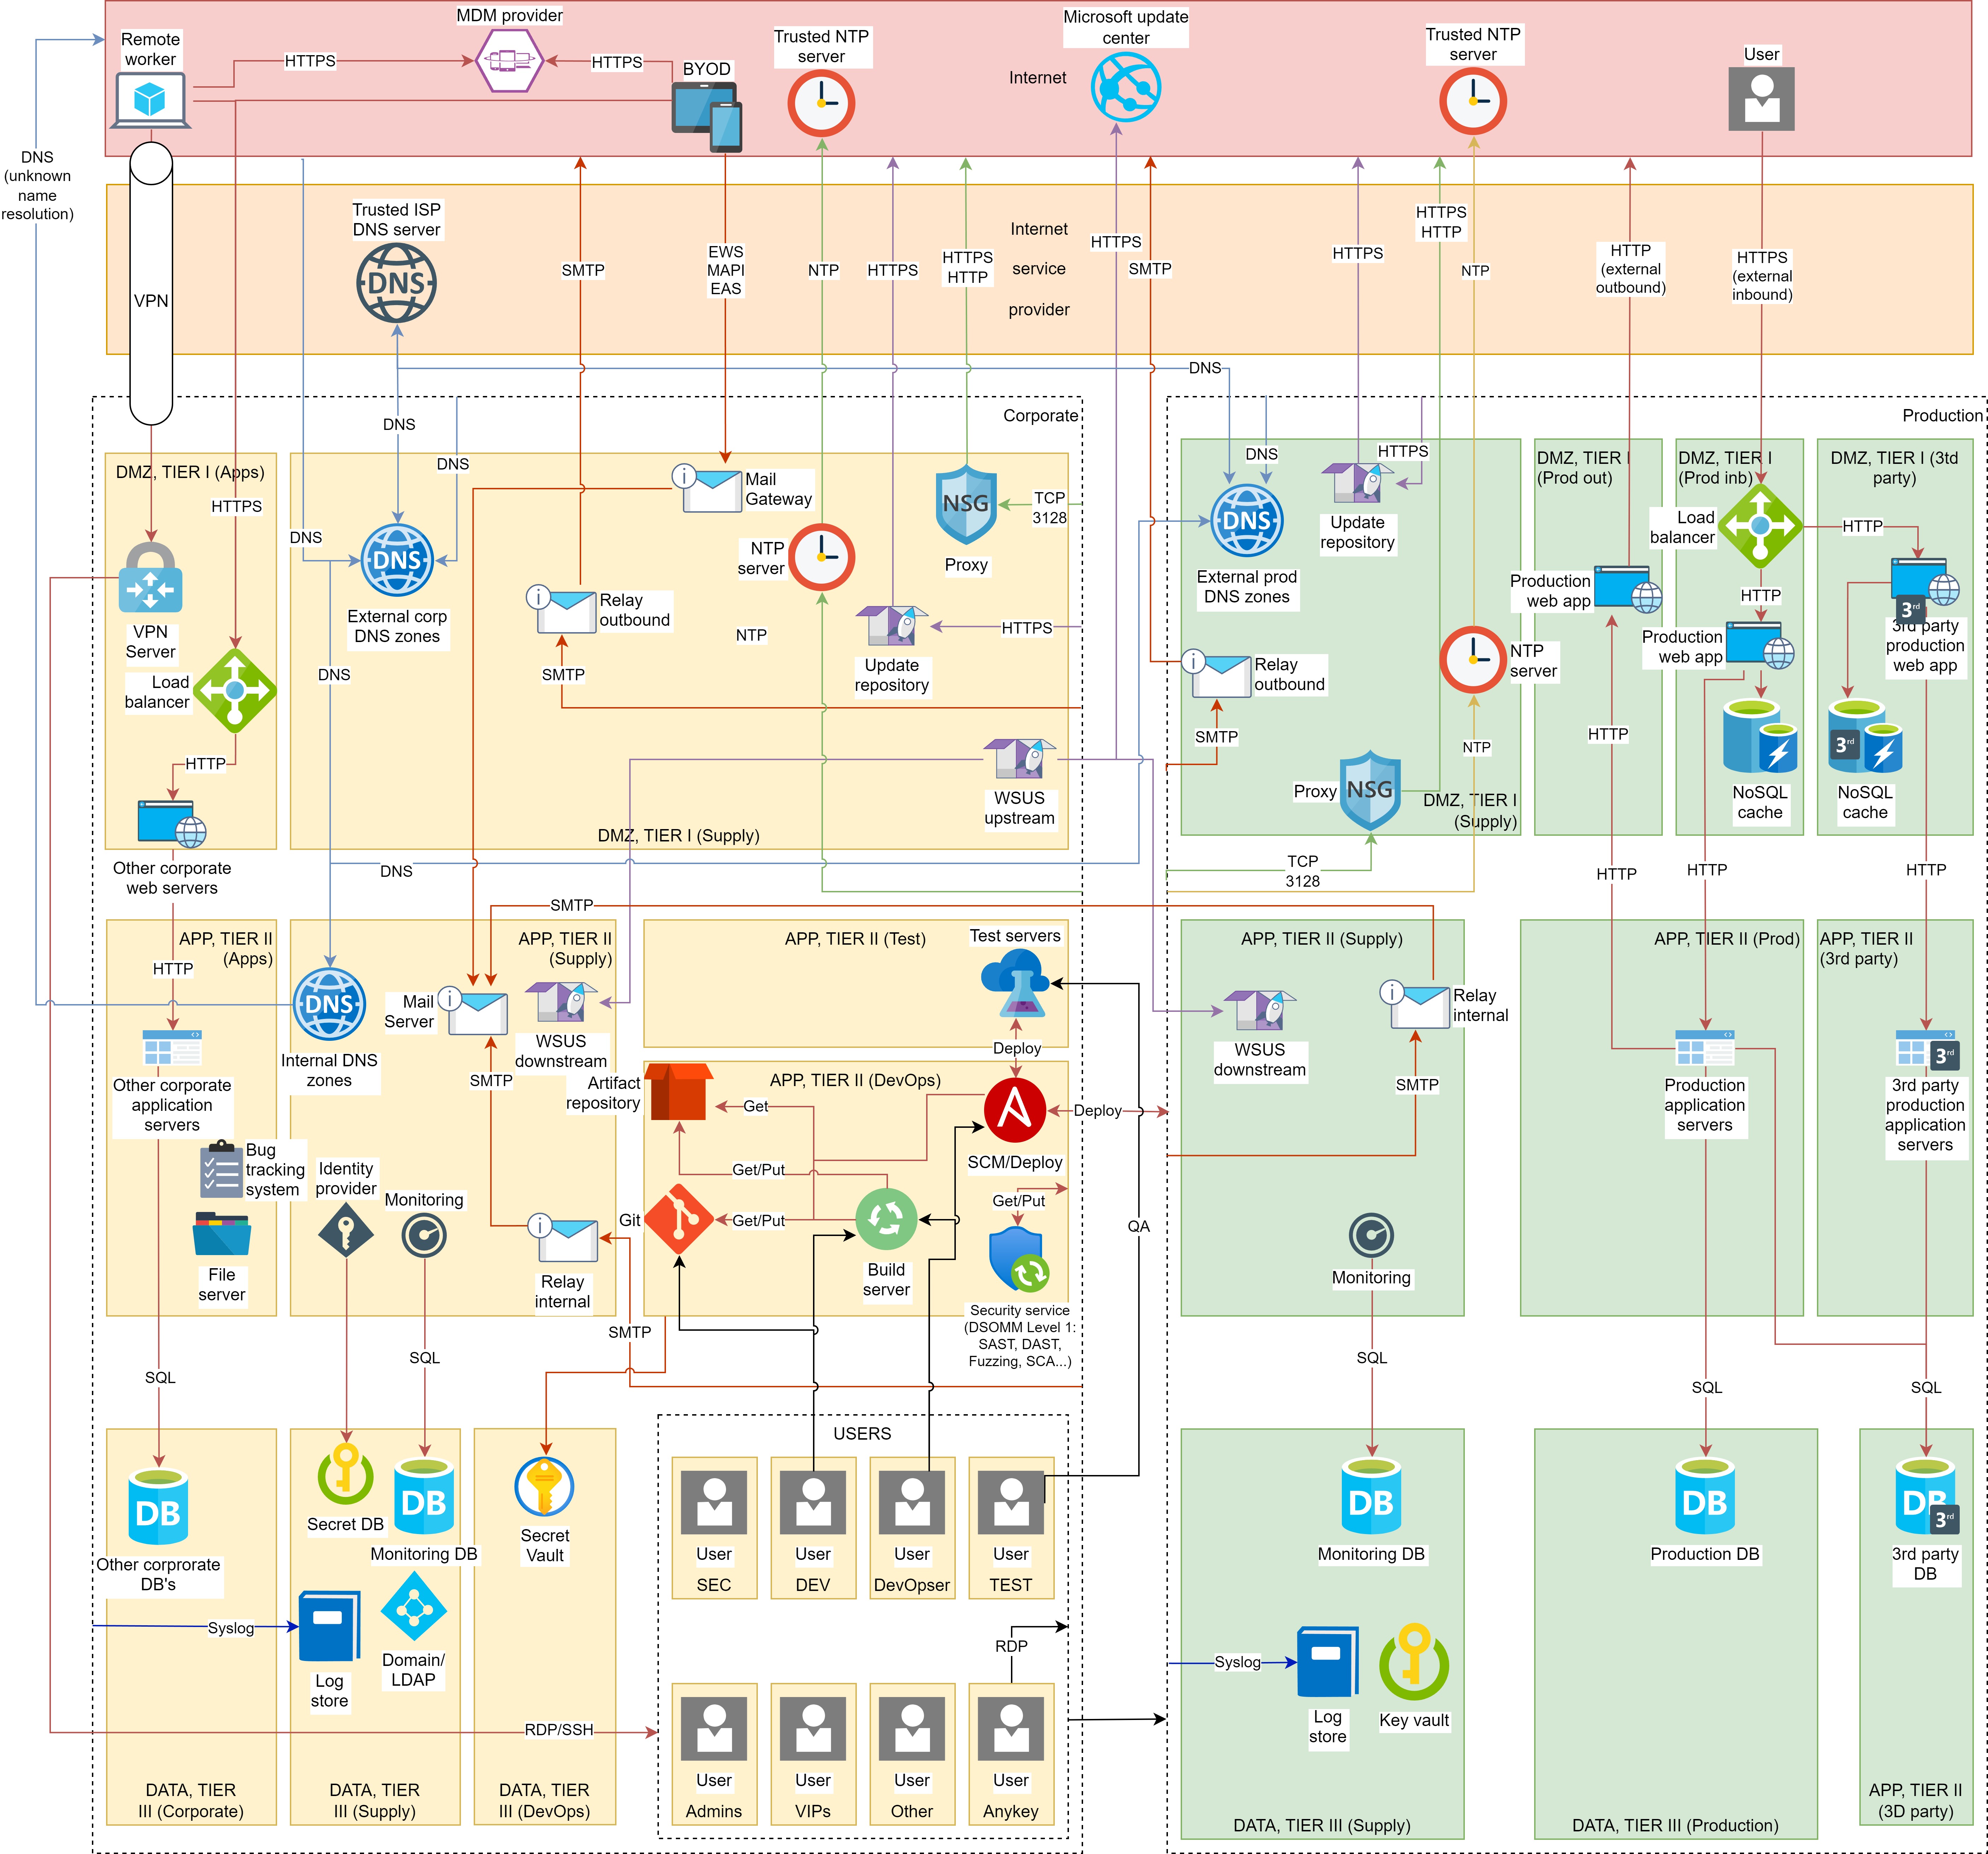 Remote
worker
MDM provider
HTTPS
HTTPS
BYOD
Trusted NTP
server
Internet
Microsoft update
center
Trusted NTP
server
User
DNS
(unknown
name
resolution)
VPN
Trusted ISP
DNS server
DNS
SMTP
EWS
MAPI
EAS
NTP
HTTPS
HTTPS
HTTP
Internet
service
provider
HTTPS
SMTP
HTTPS
HTTPS
HTTP
NTP
HTTP
(external
outbound)
HTTPS
(external
inbound)
DNS
DNS
Corporate
Production
DMZ, TIER I (Apps)
HTTPS
VPN
Server
Load
balancer
HTTP
Other corporate
web servers
DNS
DNS
DNS
External corp
DNS zones
DNS
Mail
Gateway
NTP
server
NTP
NSG
Proxy
TCP
3128
Relay
outbound
SMTP
Update
repository
HTTPS
WSUS
upstream
DMZ, TIER I (Supply)
DNS
DNS
DNS
External prod
DNS zones
HTTPS
Update
repository
Relay
outbound
SMTP
NTP
server
NTP
Proxy
NSG
DMZ, TIER I
(Supply)
TCP
3128
DMZ, TIER I
(Prod out)
Production
web app
HTTP
HTTP
DMZ, TIER I
(Prod inb)
Load
balancer
HTTP
HTTP
Production
web app
NoSQL
cache
HTTP
DMZ, TIER I (3td
party)
3rd
3rd party
production
web app
3rd
NoSQL
cache
HTTP
APP, TIER II
(Apps)
HTTP
Other corporate
application
servers
Bug
tracking
system
File
server
SQL
APP, TIER II
(Supply)
DNS
Internal DNS
zones
Mail
Server
WSUS
downstream
SMTP
SMTP
Identity
provider
Monitoring
Relay
internal
SMTP
SQL
APP, TIER II (Test)
Test servers
Deploy
APP, TIER II (DevOps)
Artifact
repository
Get
Get/Put
Git
Get/Put
Build
server
SCM/Deploy
Deploy
Get/Put
Security service
(DSOMM Level 1:
SAST, DAST,
Fuzzing, SCA...)
QA
APP, TIER II (Supply)
WSUS
downstream
Relay
internal
SMTP
Monitoring
SQL
APP, TIER II (Prod)
Production
application
servers
SQL
APP, TIER II
(3rd party)
3rd
3rd party
production
application
servers
SQL
DB
Other corprorate
DB's
DATA, TIER
III (Corporate)
Secret DB
DB
Monitoring DB
Syslog
Log
store
Domain/
LDAP
DATA, TIER
III (Supply)
Secret
Vault
DATA, TIER
III (DevOps)
RDP/SSH
USERS
User
SEC
User
DEV
User
DevOpser
User
TEST
RDP
User
Admins
User
VIPs
User
Other
User
Anykey
DB
Monitoring DB
Syslog
Log
store
Key vault
DATA, TIER III (Supply)
DB
Production DB
DATA, TIER III (Production)
DB
3rd
3rd party
DB
APP, TIER II
(3D party)